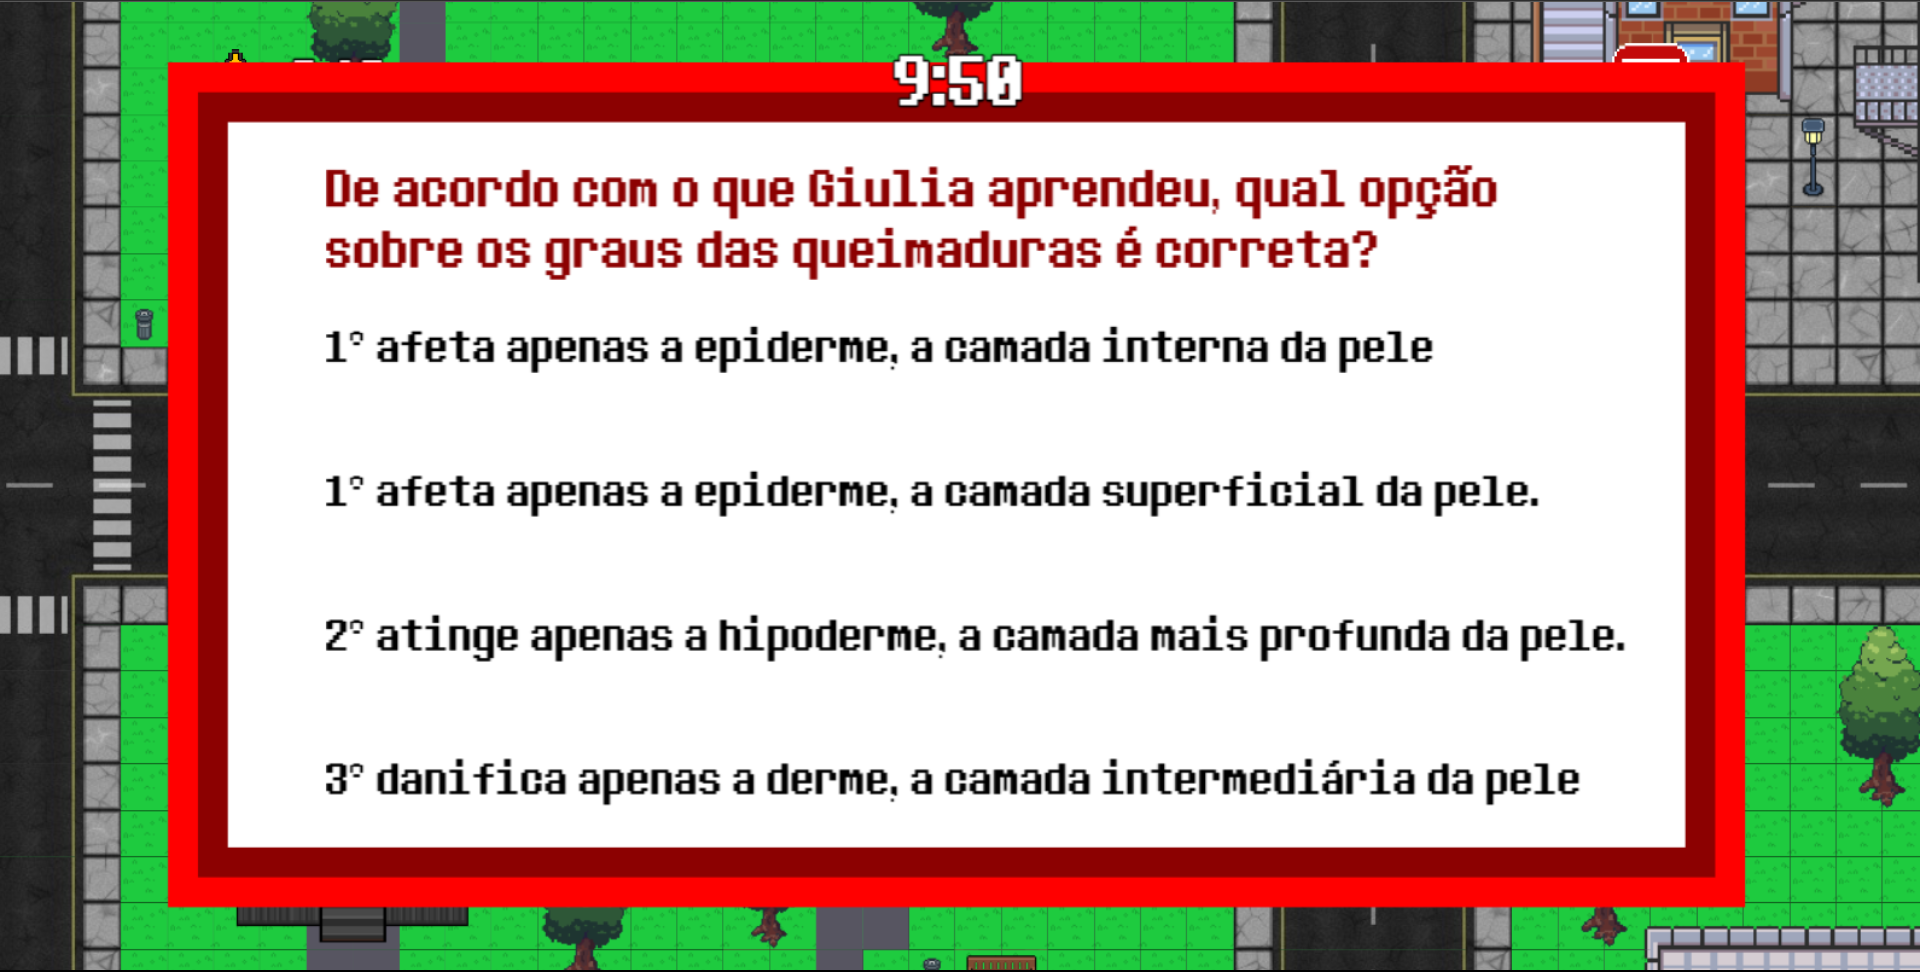 9:50
De acordo com o que Giulia aprendeu, qual opção
sobre os graus das queimaduras é correta?
1° afeta apenas a epiderme, a camada interna da pele
1° afeta apenas a epiderme, a camada superficial da pele.
2° atinge apenas a hipoderme, a camada mais profunda da pele.
3° danifica apenas a derme, a camada intermediária da pele